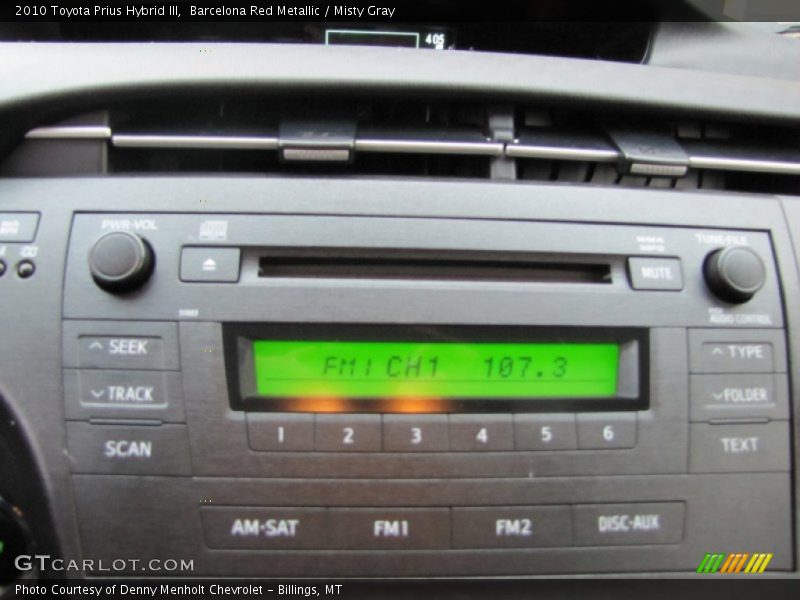 2010 Toyota Prius Hybrid III, Barcelona Red Metallic / Misty Gray
405
PWR·VOL
TUNE·FILE
MUTE
AUDIO CONTROL
SEEK
TYPE
FM1 CH1 107.3
TRACK
FOLDER
1 2 3 4 5 6
SCAN
TEXT
AM·SAT FM1 FM2 DISC·AUX
GTCARLOT.COM
Photo Courtesy of Denny Menholt Chevrolet – Billings, MT